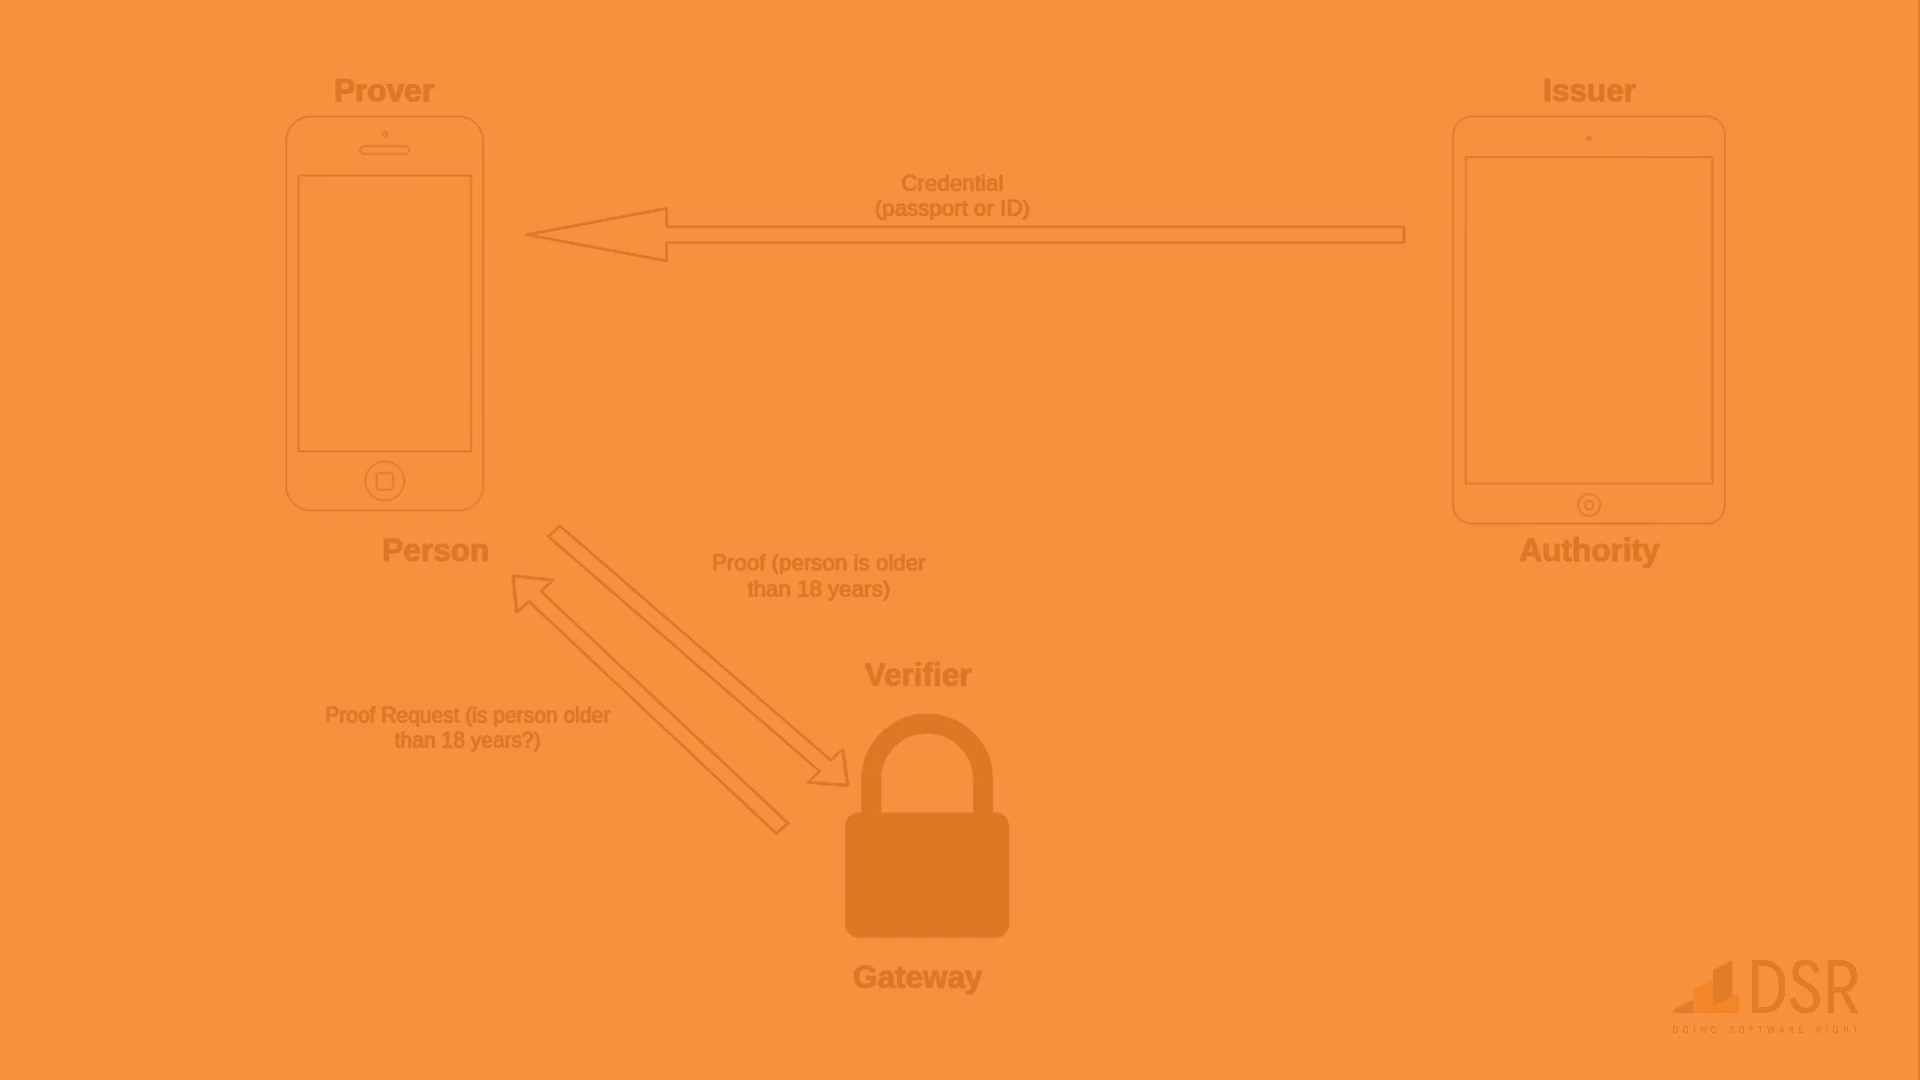 Prover
Issuer
Credential
(passport or ID)
Person
Authority
Proof (person is older
than 18 years)
Verifier
Proof Request (is person older
than 18 years?)
Gateway
DSR
DOING SOFTWARE RIGHT